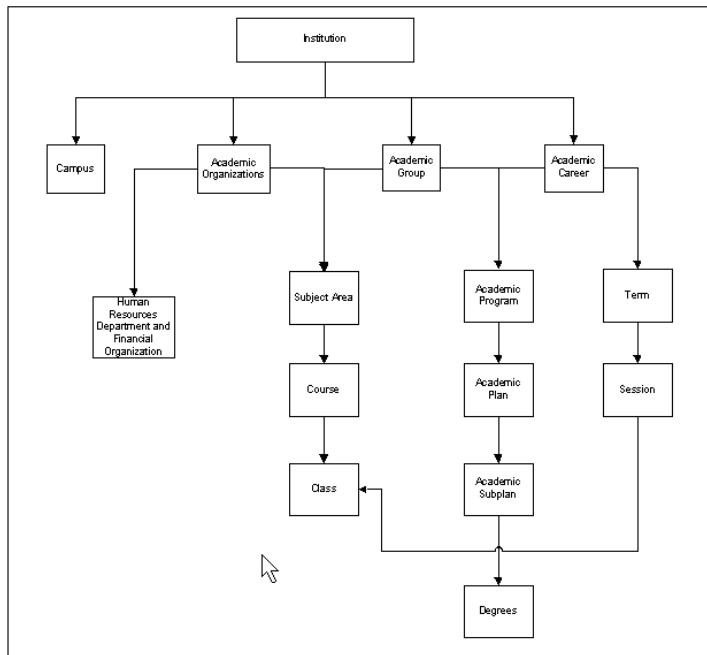 Institution
Campus
Academic
Organizations
Academic
Group
Academic
Career
Human
Resources
Department and
Financial
Organization
Subject Area
Academic
Program
Term
Course
Academic
Plan
Session
Class
Academic
Subplan
Degrees